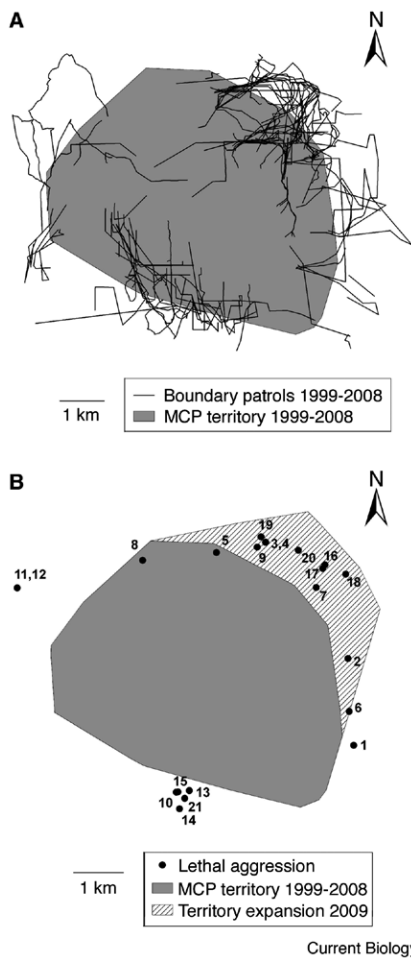 A
N
1 km
Boundary patrols 1999-2008
MCP territory 1999-2008
B
N
19
8
5
3,4
16
9
20
11,12
17
18
7
2
6
1
15
13
10
21
14
1 km
Lethal aggression
MCP territory 1999-2008
Territory expansion 2009
Current Biology